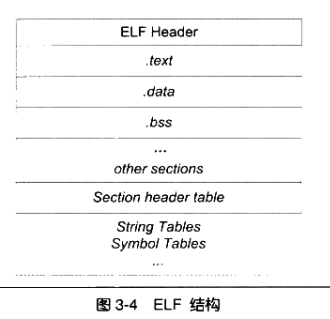 ELF Header
.text
.data
.bss
...
other sections
Section header table
String Tables
Symbol Tables
...
图 3-4 ELF 结构